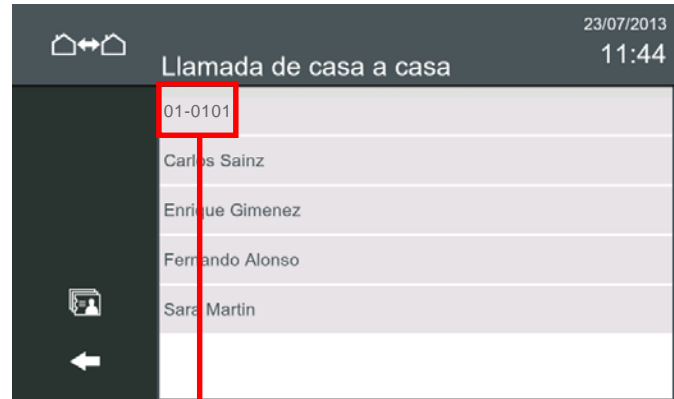 23/07/2013
11:44
Llamada de casa a casa
01-0101
Carlos Sainz
Enrique Gimenez
Fernando Alonso
Sara Martin